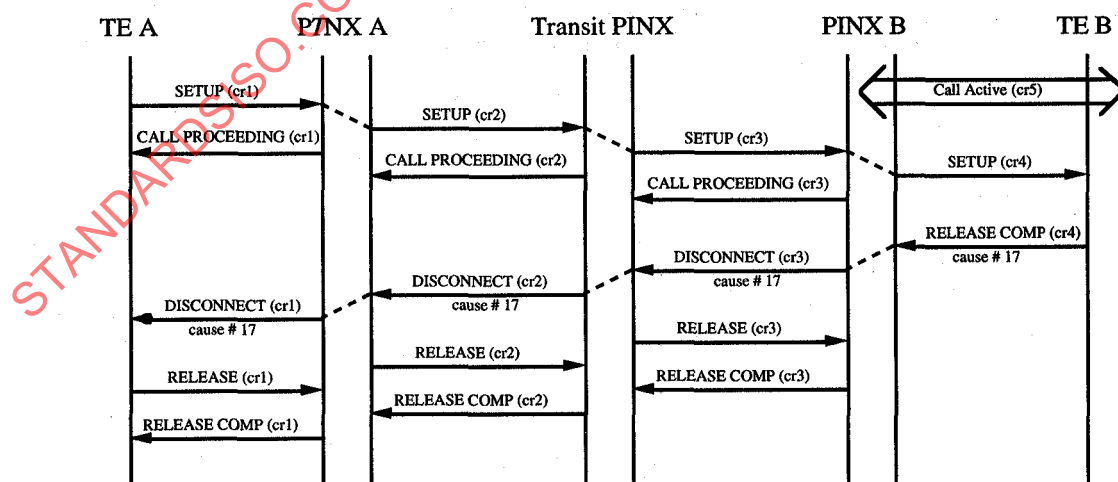 TE A
PINX A
Transit PINX
PINX B
TE B
STANDARDSISO.C
Call Active (cr5)
SETUP (cr1)
SETUP (cr2)
CALL PROCEEDING (cr1)
SETUP (cr3)
CALL PROCEEDING (cr2)
SETUP (cr4)
CALL PROCEEDING (cr3)
RELEASE COMP (cr4)
cause # 17
DISCONNECT (cr3)
cause # 17
DISCONNECT (cr2)
cause # 17
DISCONNECT (cr1)
cause # 17
RELEASE (cr3)
RELEASE (cr2)
RELEASE (cr1)
RELEASE COMP (cr3)
RELEASE COMP (cr2)
RELEASE COMP (cr1)